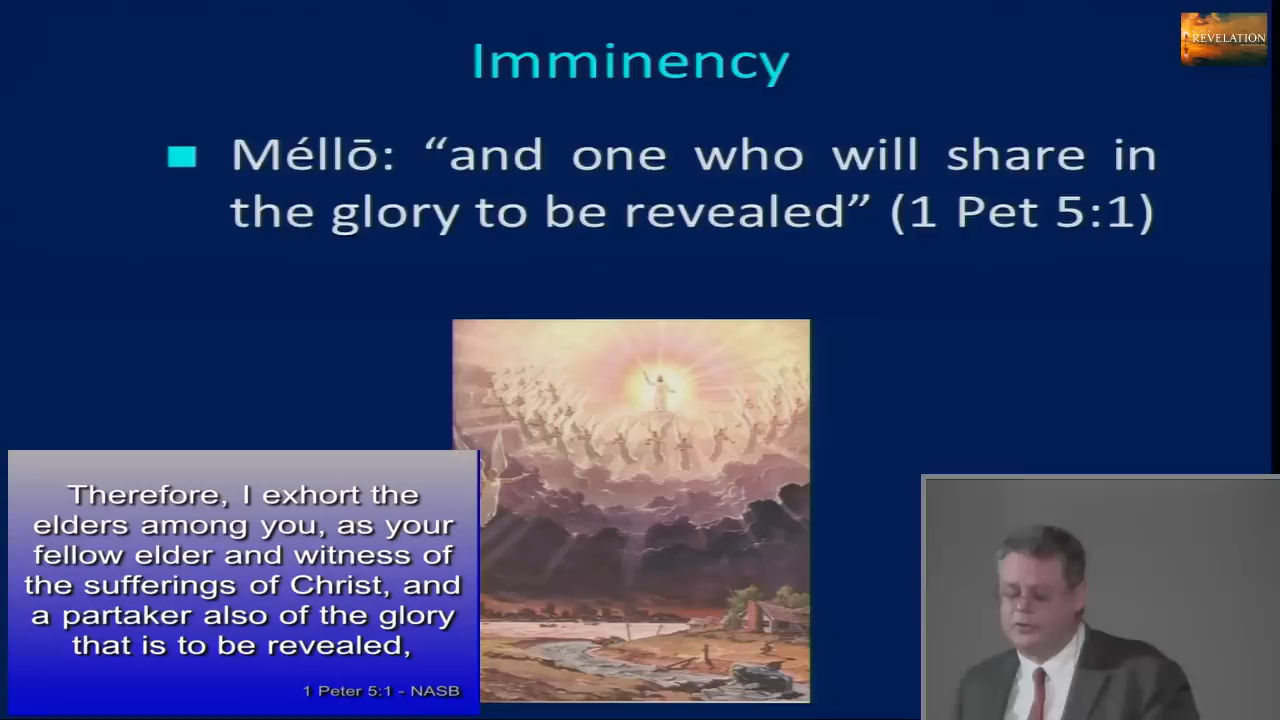 Imminency
REVELATION
Méllō: “and one who will share in
the glory to be revealed” (1 Pet 5:1)
Therefore, I exhort the
elders among you, as your
fellow elder and witness of
the sufferings of Christ, and
a partaker also of the glory
that is to be revealed,
1 Peter 5:1 - NASB